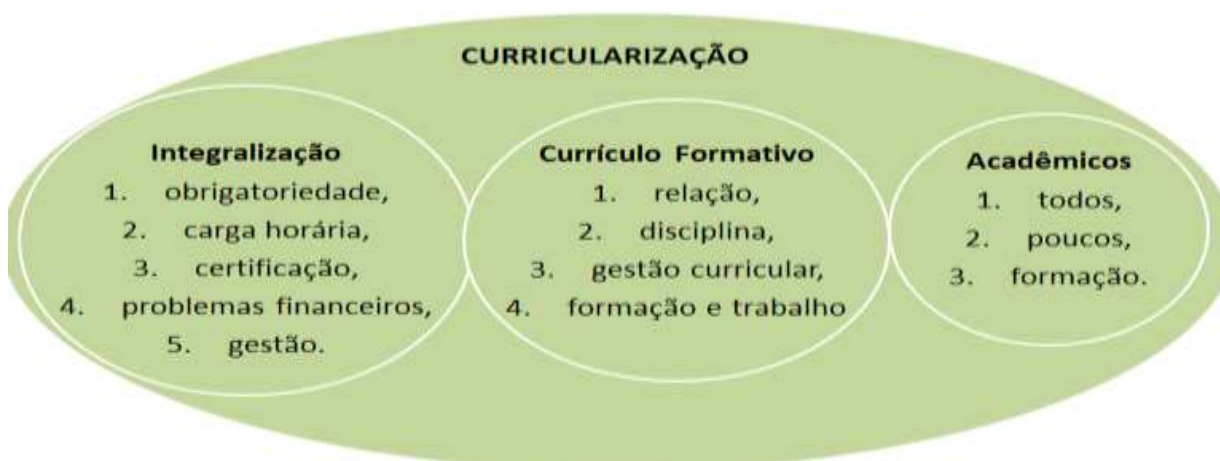 CURRICULARIZAÇÃO
Integralização
1. obrigatoriedade,
2. carga horária,
3. certificação,
4. problemas financeiros,
5. gestão.
Currículo Formativo
1. relação,
2. disciplina,
3. gestão curricular,
4. formação e trabalho
Acadêmicos
1. todos,
2. poucos,
3. formação.